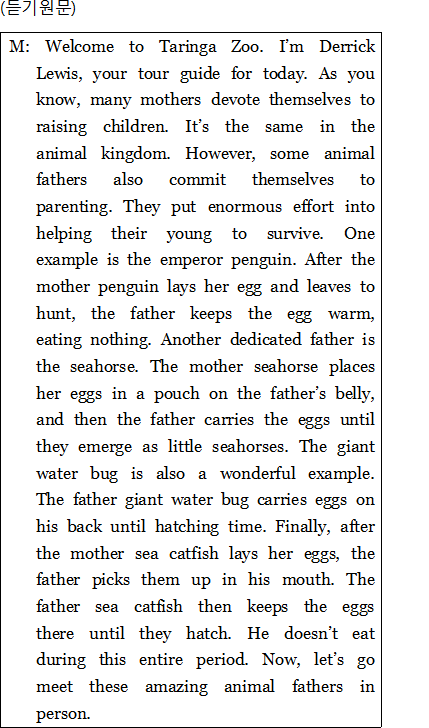 (듣기원문)
M: Welcome to Taringa Zoo. I'm Derrick
Lewis, your tour guide for today. As you
know, many mothers devote themselves to
raising children. It's the same in the
animal kingdom. However, some animal
fathers also commit themselves to
parenting. They put enormous effort into
helping their young to survive. One
example is the emperor penguin. After the
mother penguin lays her egg and leaves to
hunt, the father keeps the egg warm,
eating nothing. Another dedicated father is
the seahorse. The mother seahorse places
her eggs in a pouch on the father's belly,
and then the father carries the eggs until
they emerge as little seahorses. The giant
water bug is also a wonderful example.
The father giant water bug carries eggs on
his back until hatching time. Finally, after
the mother sea catfish lays her eggs, the
father picks them up in his mouth. The
father sea catfish then keeps the eggs
there until they hatch. He doesn't eat
during this entire period. Now, let's go
meet these amazing animal fathers in
person.